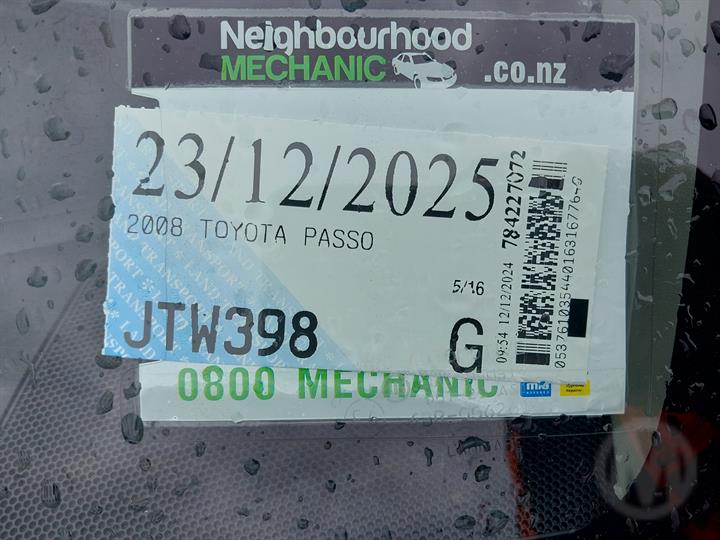 Neighbourhood
MECHANIC .co.nz
23/12/2025
2008 TOYOTA PASSO
5/16
JTW398
G
09:54 12/12/2024 784227072
0800 MECHANIC